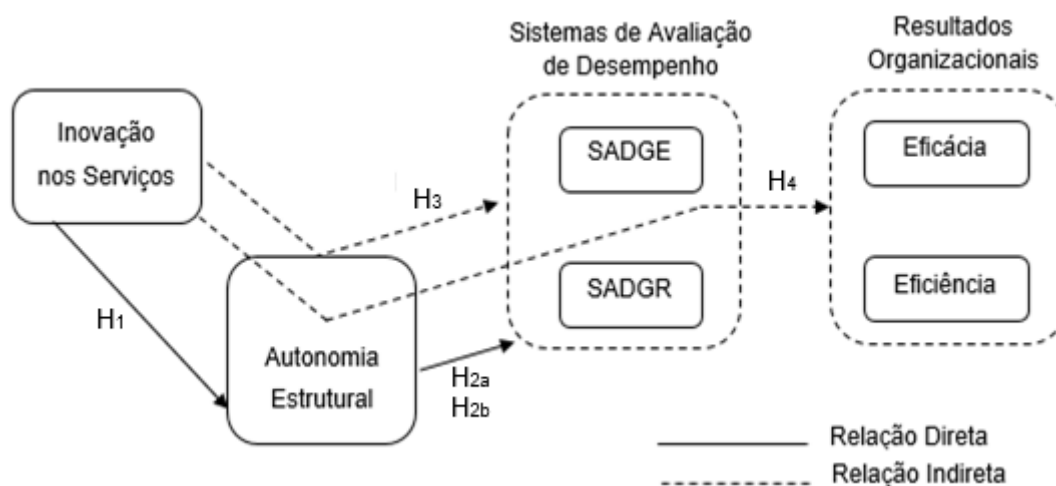 Sistemas de Avaliação
de Desempenho
Resultados
Organizacionais
Inovação
nos Serviços
SADGE
Eficácia
H3
H4
SADGR
Eficiência
H1
Autonomia
Estrutural
H2a
H2b
Relação Direta
Relação Indireta